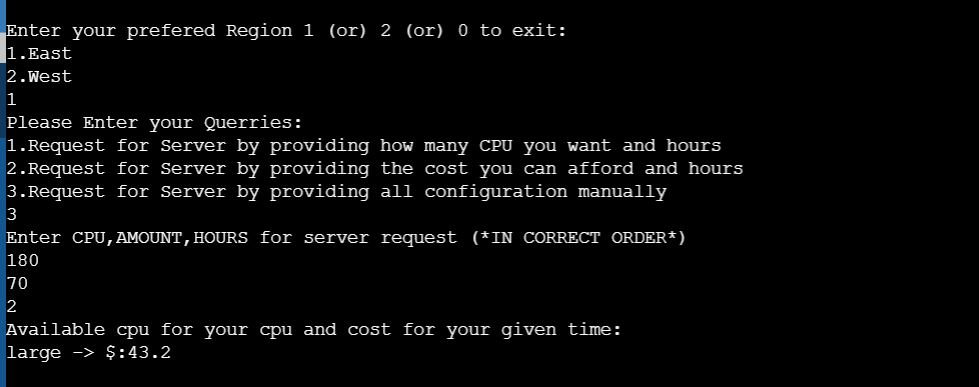 Enter your prefered Region 1 (or) 2 (or) 0 to exit:
1.East
2.West
1
Please Enter your Querries:
1.Request for Server by providing how many CPU you want and hours
2.Request for Server by providing the cost you can afford and hours
3.Request for Server by providing all configuration manually
3
Enter CPU,AMOUNT,HOURS for server request (*IN CORRECT ORDER*)
180
70
2
Available cpu for your cpu and cost for your given time:
large -> $:43.2